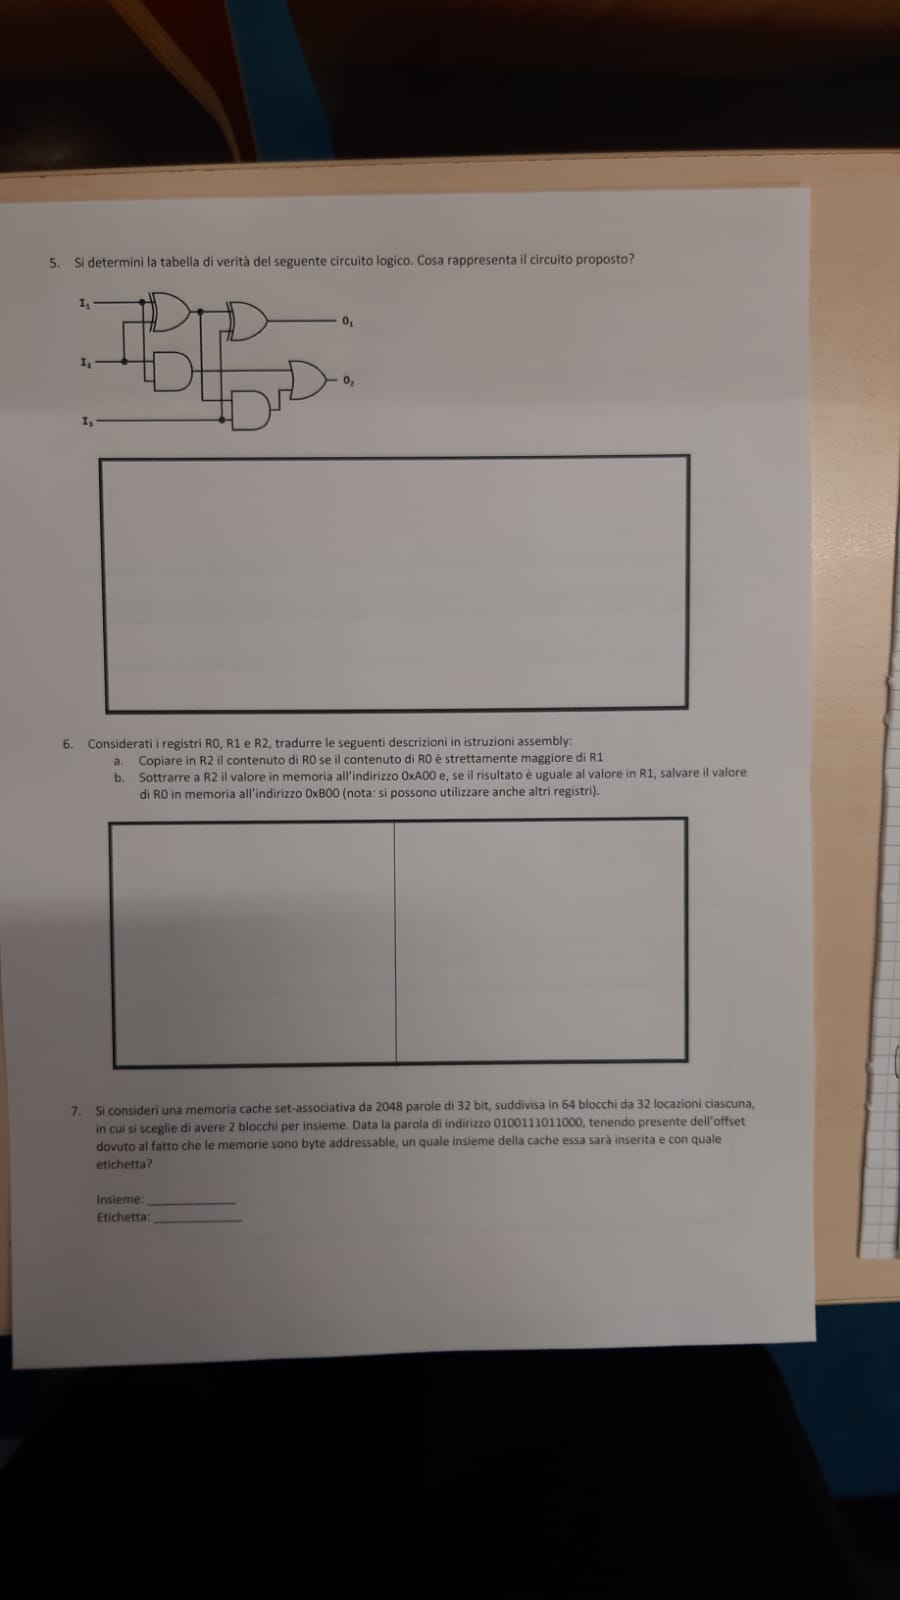 5. Si determini la tabella di verità del seguente circuito logico. Cosa rappresenta il circuito proposto?
I₁
O₁
I₂
O₂
I₃
6. Considerati i registri R0, R1 e R2, tradurre le seguenti descrizioni in istruzioni assembly:
a. Copiare in R2 il contenuto di R0 se il contenuto di R0 è strettamente maggiore di R1
b. Sottrarre a R2 il valore in memoria all'indirizzo 0xA00 e, se il risultato è uguale al valore in R1, salvare il valore
di R0 in memoria all'indirizzo 0xB00 (nota: si possono utilizzare anche altri registri).
7. Si consideri una memoria cache set-associativa da 2048 parole di 32 bit, suddivisa in 64 blocchi da 32 locazioni ciascuna,
in cui si sceglie di avere 2 blocchi per insieme. Data la parola di indirizzo 0100111011000, tenendo presente dell'offset
dovuto al fatto che le memorie sono byte addressable, un quale insieme della cache essa sarà inserita e con quale
etichetta?
Insieme:
Etichetta: